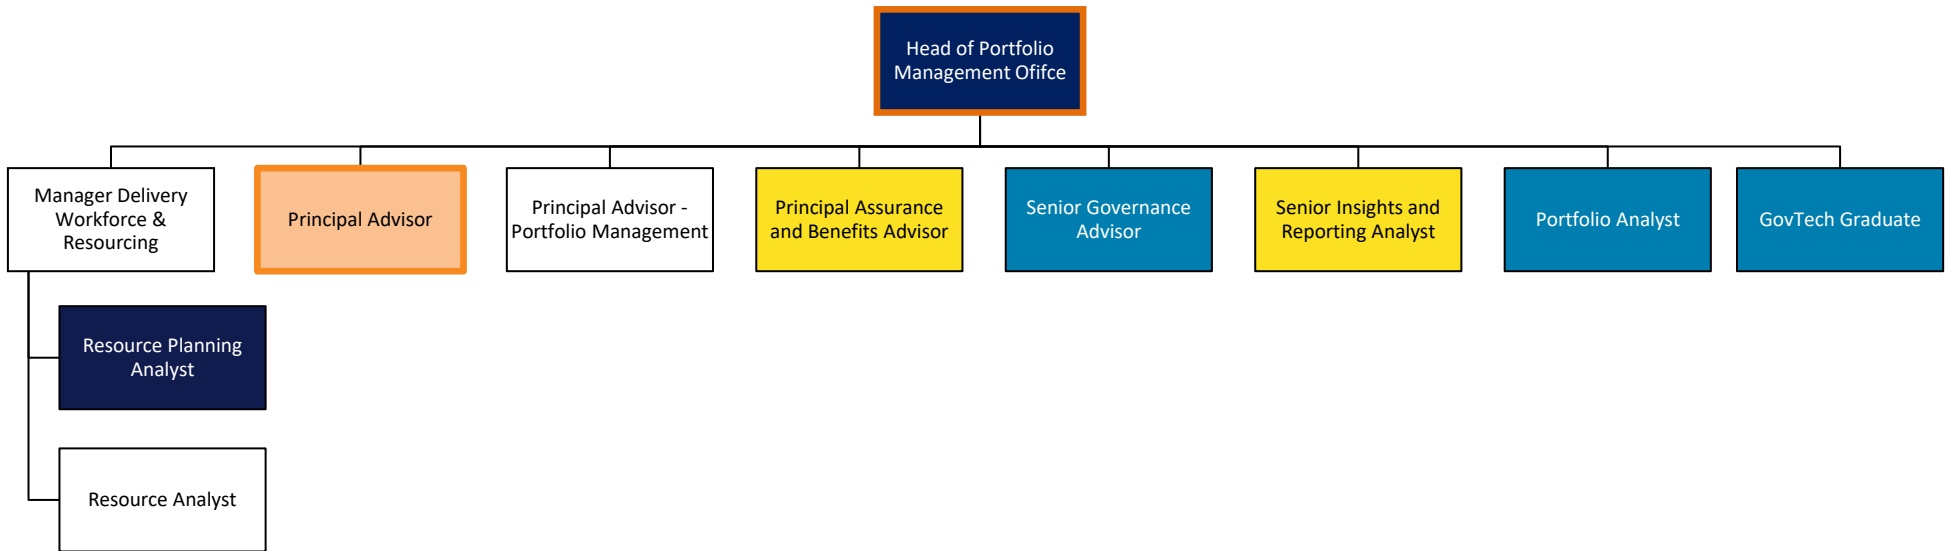 Head of Portfolio
Management Ofifce
Manager Delivery
Workforce &
Resourcing
Principal Advisor
Principal Advisor -
Portfolio Management
Principal Assurance
and Benefits Advisor
Senior Governance
Advisor
Senior Insights and
Reporting Analyst
Portfolio Analyst
GovTech Graduate
Resource Planning
Analyst
Resource Analyst